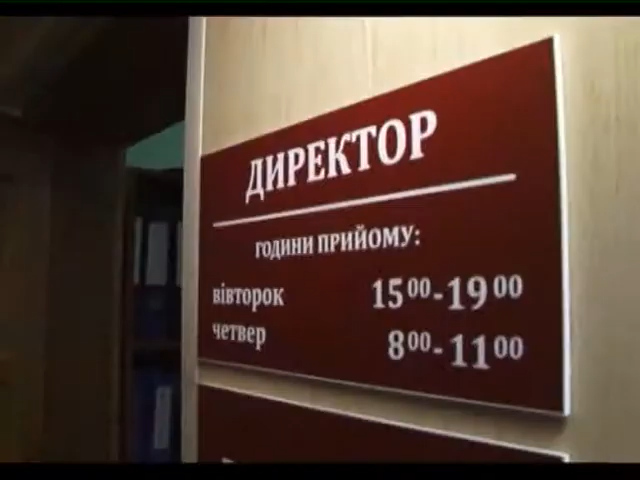 ДИРЕКТОР
ГОДИНИ ПРИЙОМУ:
вівторок 15⁰⁰-19⁰⁰
четвер 8⁰⁰-11⁰⁰